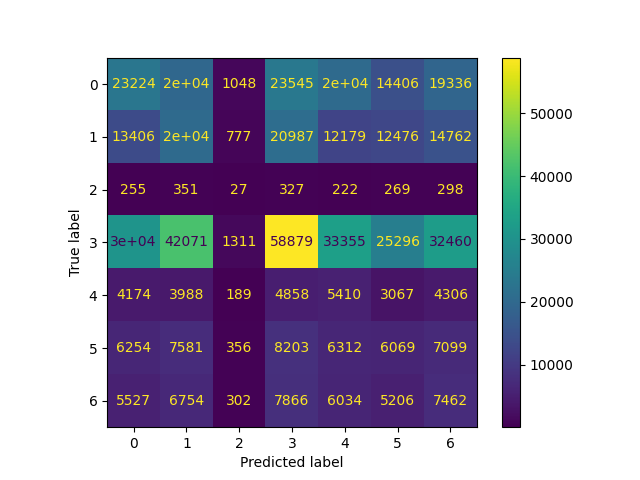 0 23224 2e+04 1048 23545 2e+04 14406 19336
1 13406 2e+04 777 20987 12179 12476 14762
2 255 351 27 327 222 269 298
3 3e+04 42071 1311 58879 33355 25296 32460
4 4174 3988 189 4858 5410 3067 4306
5 6254 7581 356 8203 6312 6069 7099
6 5527 6754 302 7866 6034 5206 7462
0 1 2 3 4 5 6
Predicted label
True label
50000
40000
30000
20000
10000